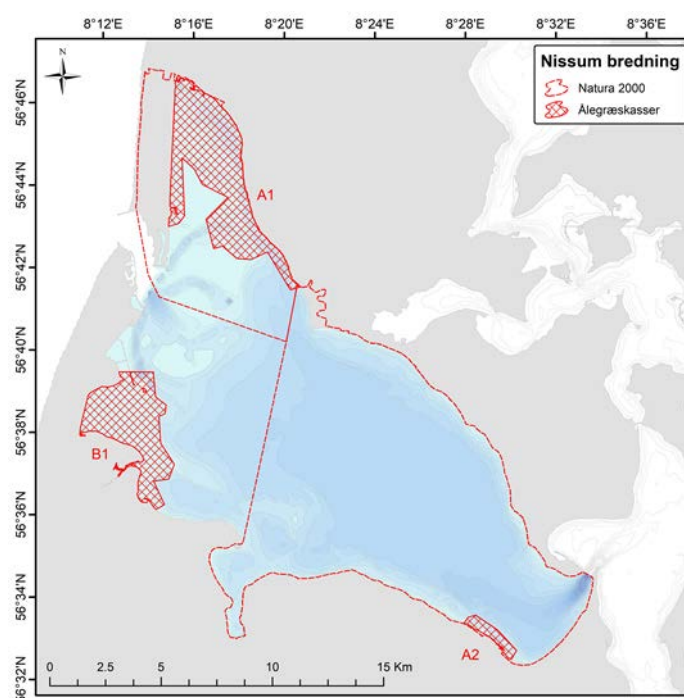 8°12'E 8°16'E 8°20'E 8°24'E 8°28'E 8°32'E 8°36'E
N
Nissum bredning
Natura 2000
Ålegræskasser
56°46'N
56°44'N
56°42'N
56°40'N
56°38'N
56°36'N
56°34'N
56°32'N
A1
B1
A2
0 5 10 15 Km